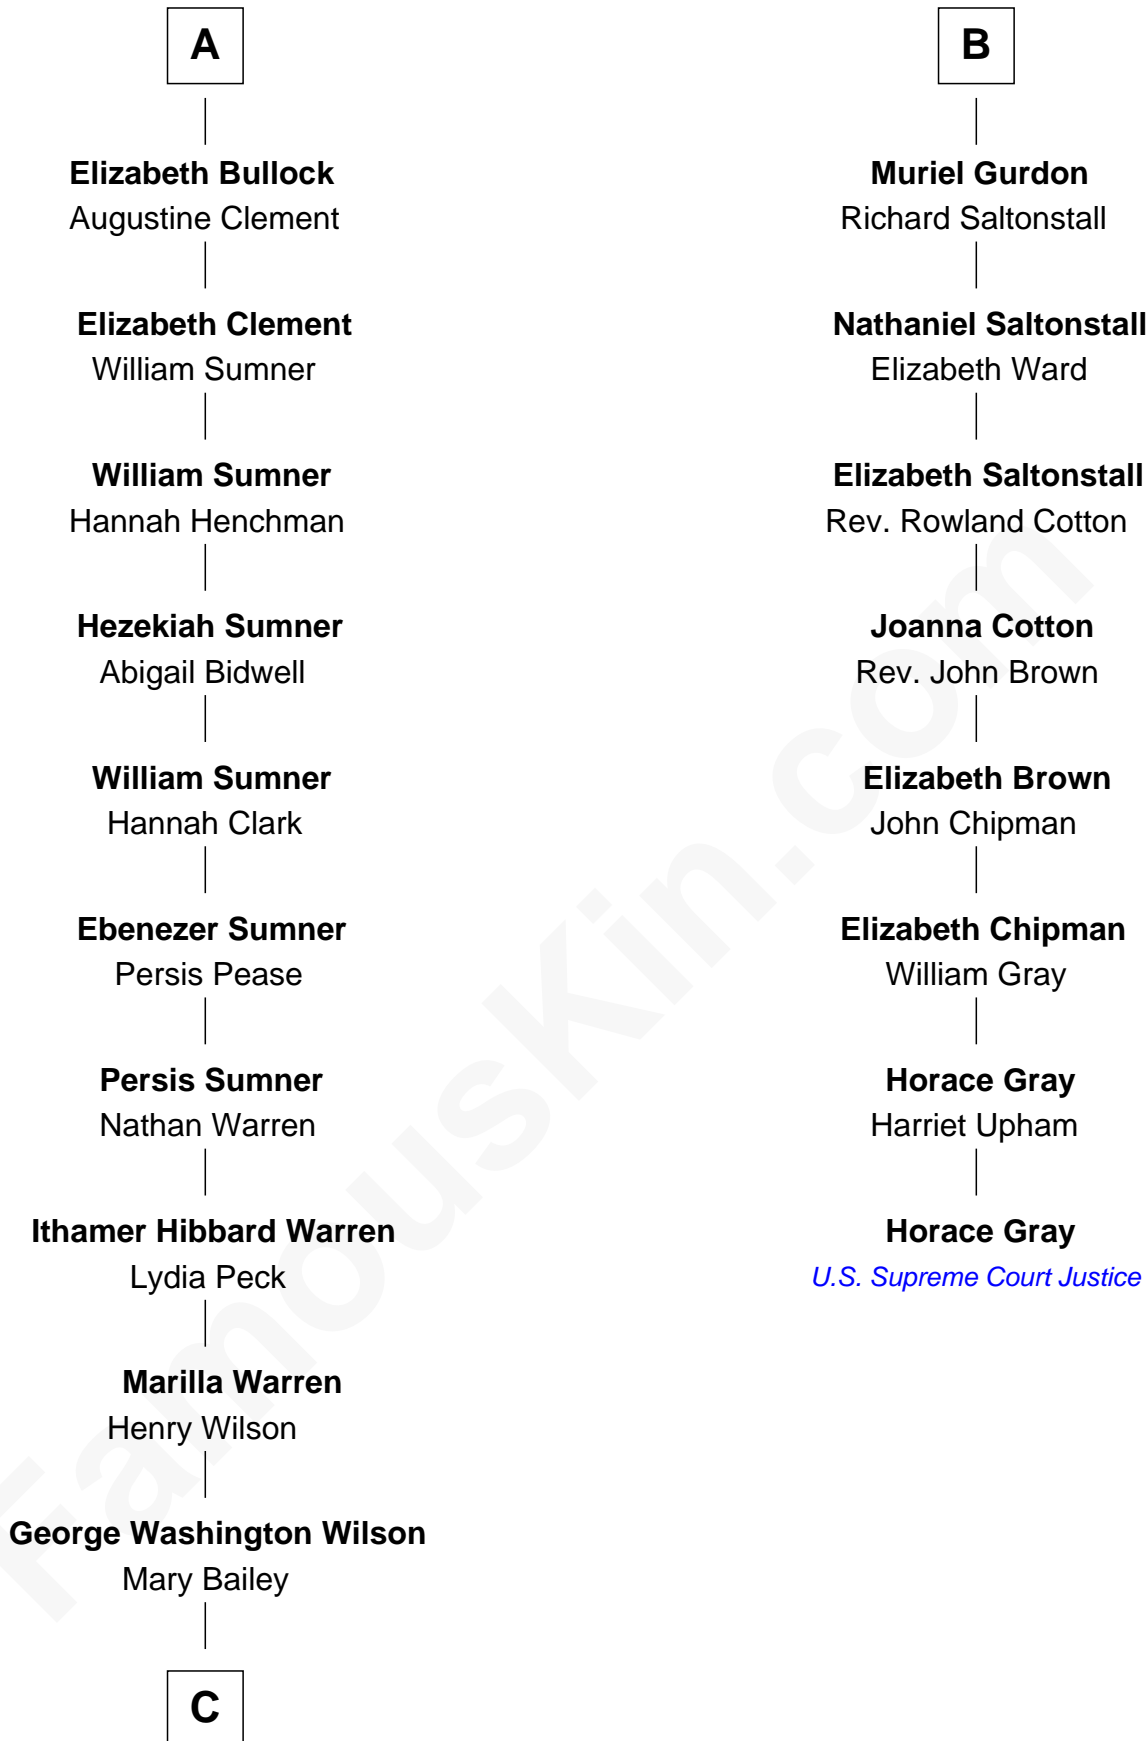 A
Elizabeth Bullock
Augustine Clement
Elizabeth Clement
William Sumner
William Sumner
Hannah Henchman
Hezekiah Sumner
Abigail Bidwell
William Sumner
Hannah Clark
Ebenezer Sumner
Persis Pease
Persis Sumner
Nathan Warren
Ithamer Hibbard Warren
Lydia Peck
Marilla Warren
Henry Wilson
George Washington Wilson
Mary Bailey
C
B
Muriel Gurdon
Richard Saltonstall
Nathaniel Saltonstall
Elizabeth Ward
Elizabeth Saltonstall
Rev. Rowland Cotton
Joanna Cotton
Rev. John Brown
Elizabeth Brown
John Chipman
Elizabeth Chipman
William Gray
Horace Gray
Harriet Upham
Horace Gray
U.S. Supreme Court Justice
FamousKin.com